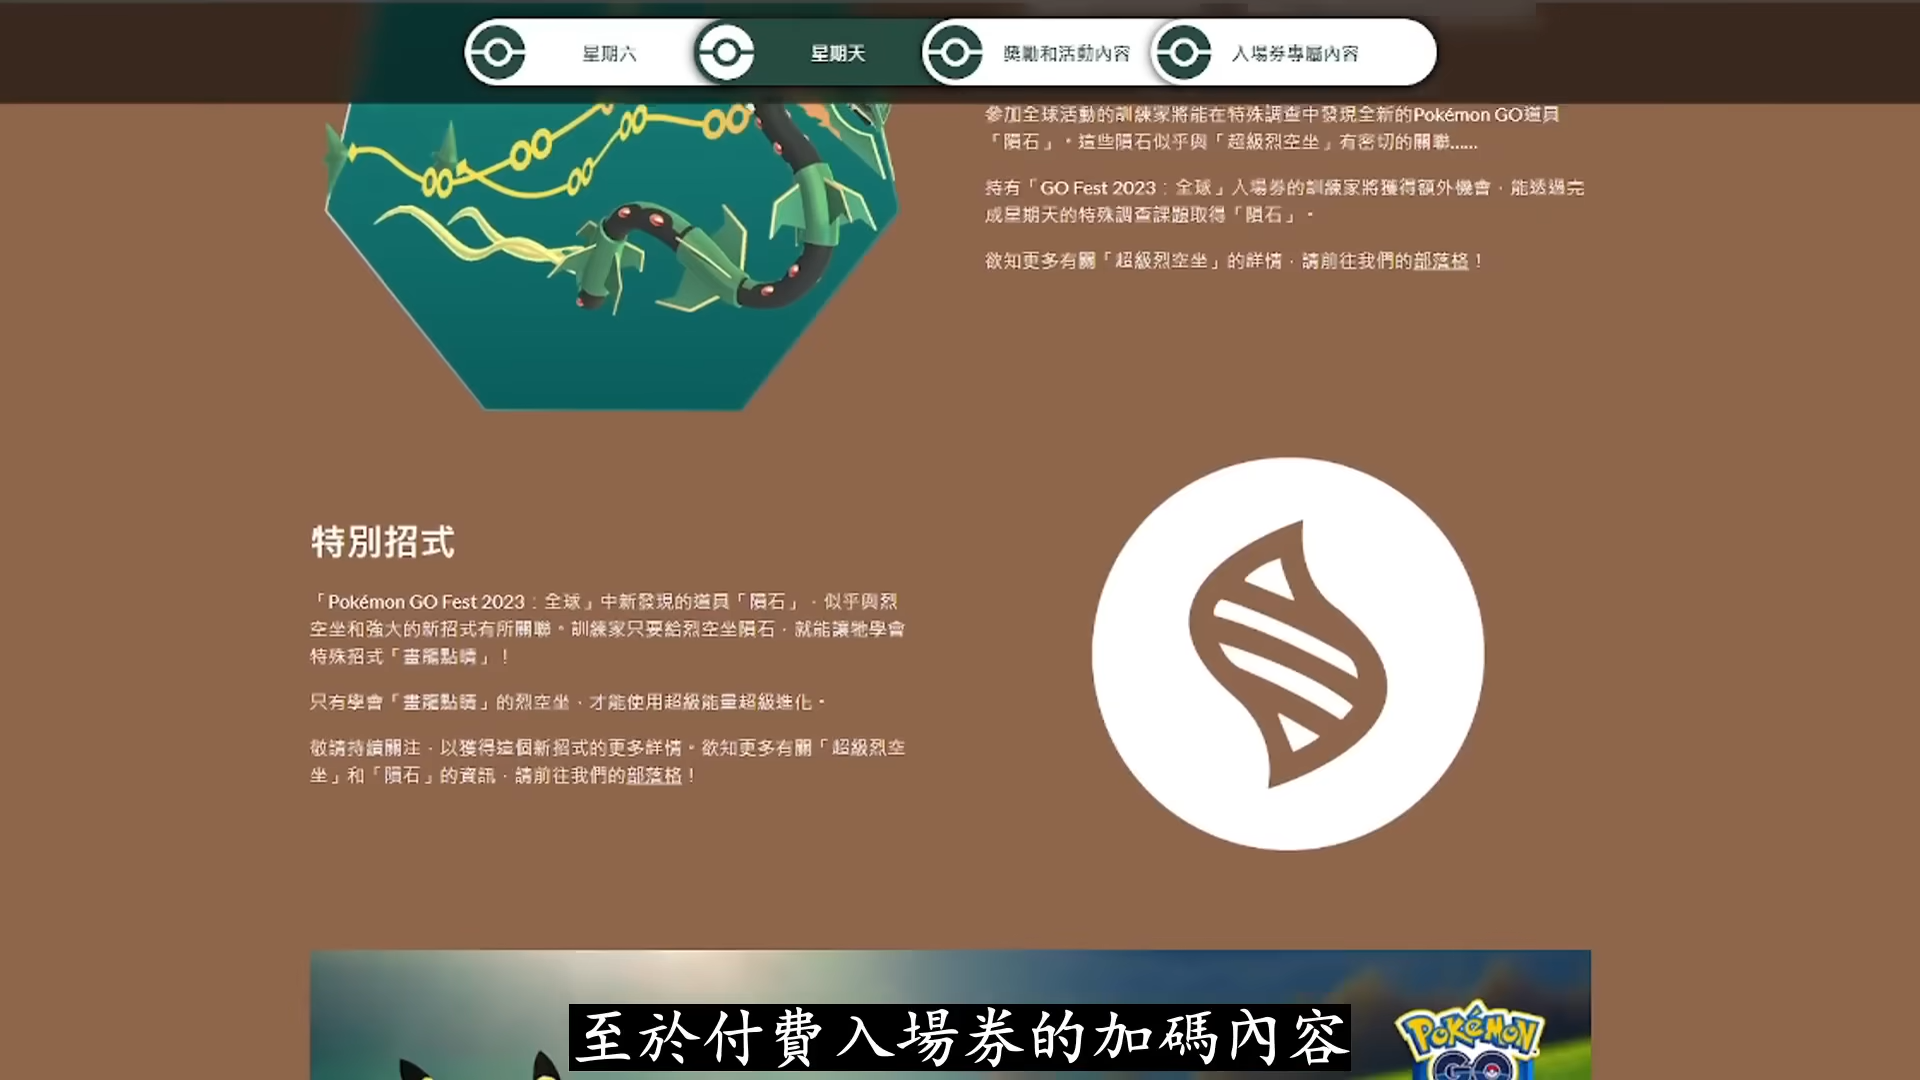 星期六
星期天
獎勵和活動內容
入場券專屬內容
參加全球活動的訓練家將能在特殊調查中發現全新的Pokémon GO道具
「隕石」。這些隕石似乎與「超級烈空坐」有密切的關聯......
持有「GO Fest 2023：全球」入場券的訓練家將獲得額外機會，能透過完
成星期天的特殊調查課題取得「隕石」。
欲知更多有關「超級烈空坐」的詳情，請前往我們的部落格！
特別招式
「Pokémon GO Fest 2023：全球」中新發現的道具「隕石」，似乎與烈
空坐和強大的新招式有所關聯。訓練家只要給烈空坐隕石，就能讓牠學會
特殊招式「畫龍點睛」！
只有學會「畫龍點睛」的烈空坐，才能使用超級能量超級進化。
敬請持續關注，以獲得這個新招式的更多詳情。欲知更多有關「超級烈空
坐」和「隕石」的資訊，請前往我們的部落格！
POKÉMON
GO
至於付費入場券的加碼內容